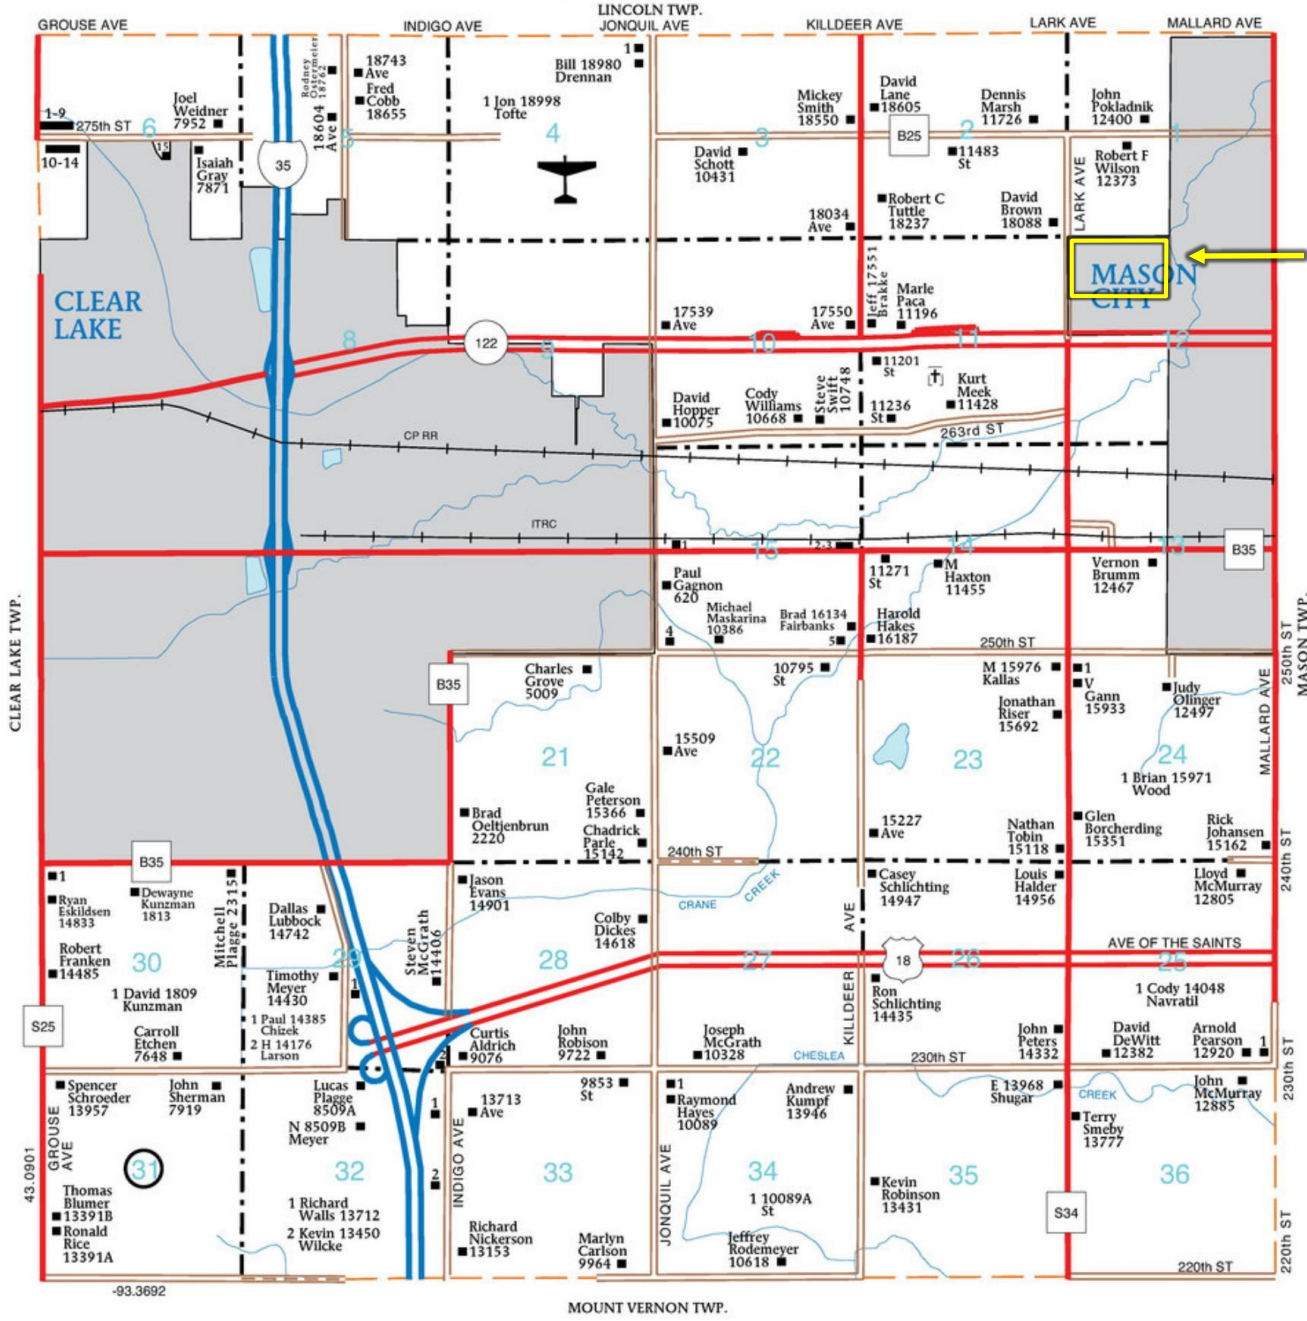 LINCOLN TWP.
GROUSE AVE
INDIGO AVE
JONQUIL AVE
KILLDEER AVE
LARK AVE
MALLARD AVE
1-9
275th ST
10-14
Joel
Weidner
7952
6
15
Isaiah
Gray
7871
35
Rodney
Ostermeier
18762
18604
Ave
5
18743
Ave
Fred
Cobb
18655
1
Bill 18980
Drennan
1 Jon 18998
Tofte
4
Mickey
Smith
18550
3
David
Schott
10431
18034
Ave
David
Lane
18605
B25
2
Dennis
Marsh
11726
11483
St
Robert C
Tuttle
18237
David
Brown
18088
John
Pokladnik
12400
1
Robert F
Wilson
12373
LARK AVE
CLEAR
LAKE
MASON
CITY
8
122
9
17539
Ave
17550
Ave
10
Jeff 17551
Brakke
Marle
Paca
11196
11
12
11201
St
David
Hopper
10075
Cody
Williams
10668
Steve
Swift
10748
11236
St
Kurt
Meek
11428
263rd ST
CP RR
ITRC
1
15
2-3
14
13
B35
11271
St
M
Haxton
11455
Vernon
Brumm
12467
Paul
Gagnon
620
Michael
Maskarina
10386
4
Brad 16134
Fairbanks
5
Harold
Hakes
16187
250th ST
250th ST
CLEAR LAKE TWP.
MASON TWP.
B35
Charles
Grove
5009
10795
St
M 15976
Kallas
1
V
Gann
15933
Judy
Olinger
12497
Jonathan
Riser
15692
MALLARD AVE
21
15509
Ave
22
23
24
1 Brian 15971
Wood
Gale
Peterson
15366
Brad
Oeltjenbrun
2220
Chadrick
Parle
15142
240th ST
15227
Ave
Nathan
Tobin
15118
Glen
Borcherding
15351
Rick
Johansen
15162
240th ST
B35
1
Ryan
Eskildsen
14833
Dewayne
Kunzman
1813
Mitchell
Plagge 2315
Dallas
Lubbock
14742
Jason
Evans
14901
CRANE
CREEK
Casey
Schlichting
14947
Louis
Halder
14956
Lloyd
McMurray
12805
Robert
Franken
14485
30
29
Steven
McGrath
14406
Colby
Dickes
14618
28
27
KILLDEER AVE
18
26
AVE OF THE SAINTS
25
1 David 1809
Kunzman
Timothy
Meyer
14430
1
1 Paul 14385
Chizek
2 H 14176
Larson
Ron
Schlichting
14435
1 Cody 14048
Navratil
S25
Carroll
Etchen
7648
Curtis
Aldrich
9076
2
John
Robison
9722
Joseph
McGrath
10328
CHESLEA
230th ST
John
Peters
14332
David
DeWitt
12382
Arnold
Pearson
12920
1
230th ST
Spencer
Schroeder
13957
John
Sherman
7919
Lucas
Plagge
8509A
N 8509B
Meyer
1
13713
Ave
9853
St
1
Raymond
Hayes
10089
Andrew
Kumpf
13946
E 13968
Shugar
CREEK
John
McMurray
12885
Terry
Smeby
13777
GROUSE
AVE
43.0901
31
32
2
INDIGO AVE
33
JONQUIL AVE
34
35
36
Thomas
Blumer
13391B
Ronald
Rice
13391A
1 Richard
Walls 13712
2 Kevin 13450
Wilcke
Richard
Nickerson
13153
Marlyn
Carlson
9964
1 10089A
St
Jeffrey
Rodemeyer
10618
Kevin
Robinson
13431
S34
220th ST
220th ST
-93.3692
MOUNT VERNON TWP.